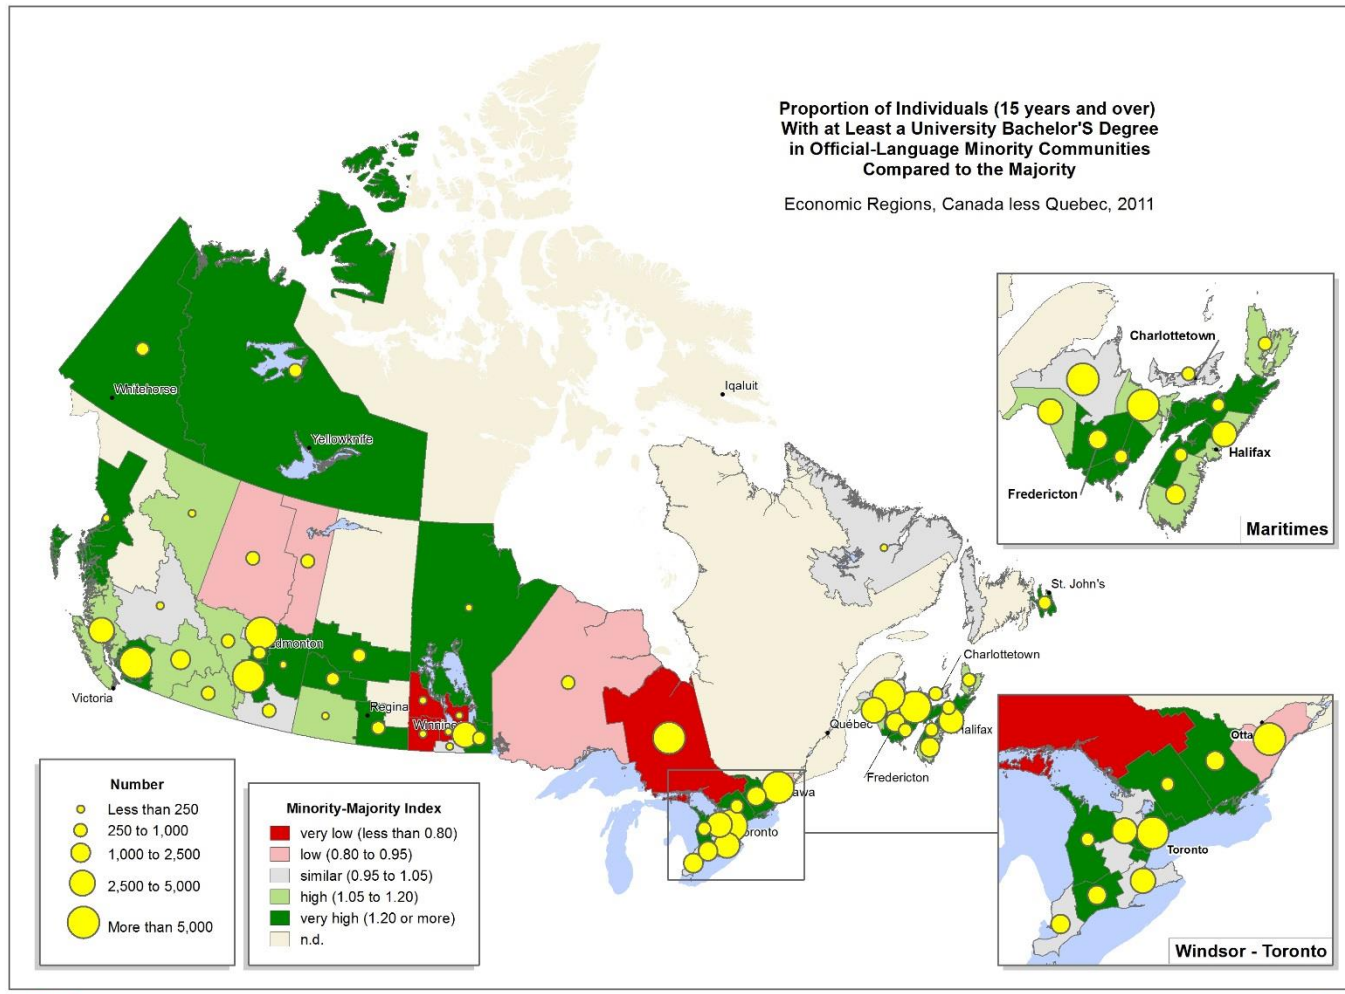 Proportion of Individuals (15 years and over)
With at Least a University Bachelor'S Degree
in Official-Language Minority Communities
Compared to the Majority
Economic Regions, Canada less Quebec, 2011
Whitehorse
Yellowknife
Iqaluit
Charlottetown
Halifax
Fredericton
Maritimes
St. John's
Charlottetown
Edmonton
Victoria
Regina
Québec
Halifax
Fredericton
Toronto
Number
Less than 250
250 to 1,000
1,000 to 2,500
2,500 to 5,000
More than 5,000
Minority-Majority Index
very low (less than 0.80)
low (0.80 to 0.95)
similar (0.95 to 1.05)
high (1.05 to 1.20)
very high (1.20 or more)
n.d.
Toronto
Windsor - Toronto